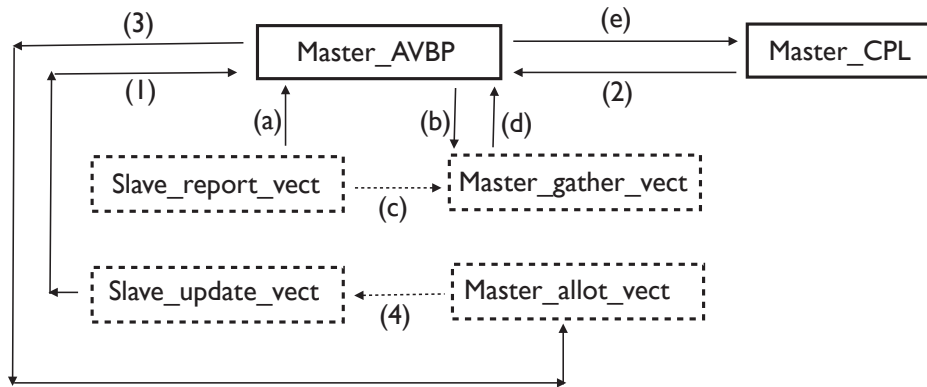 (3)
(e)
Master_AVBP
Master_CPL
(1)
(2)
(a)
(b)
(d)
Slave_report_vect
Master_gather_vect
(c)
Slave_update_vect
Master_allot_vect
(4)